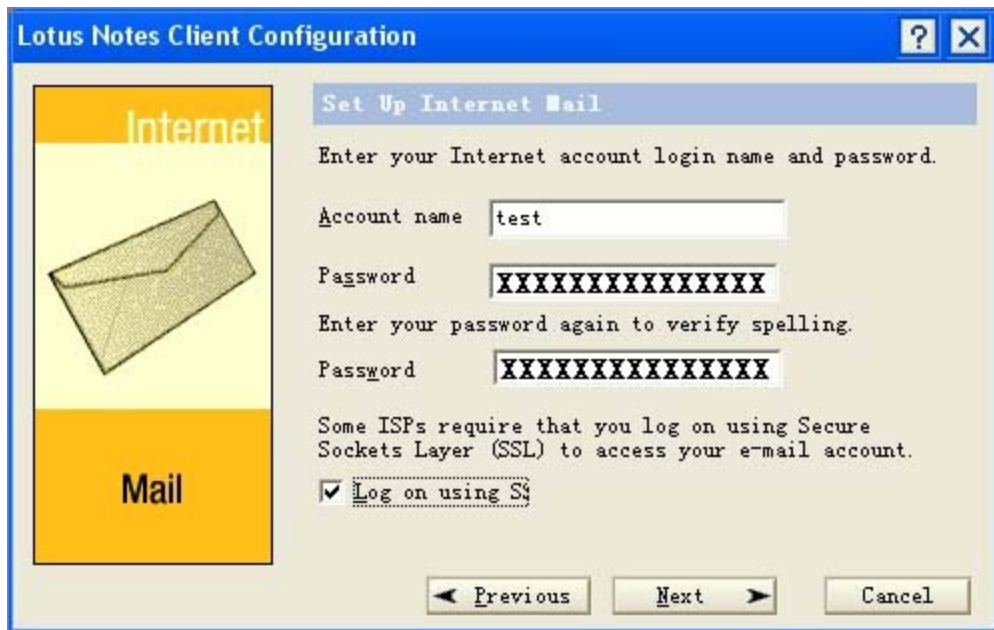 Lotus Notes Client Configuration
Internet
Mail
Set Up Internet Mail
Enter your Internet account login name and password.
Account name test
Password XXXXXXXXXXXXXXX
Enter your password again to verify spelling.
Password XXXXXXXXXXXXXXX
Some ISPs require that you log on using Secure
Sockets Layer (SSL) to access your e-mail account.
Log on using
Previous
Next
Cancel